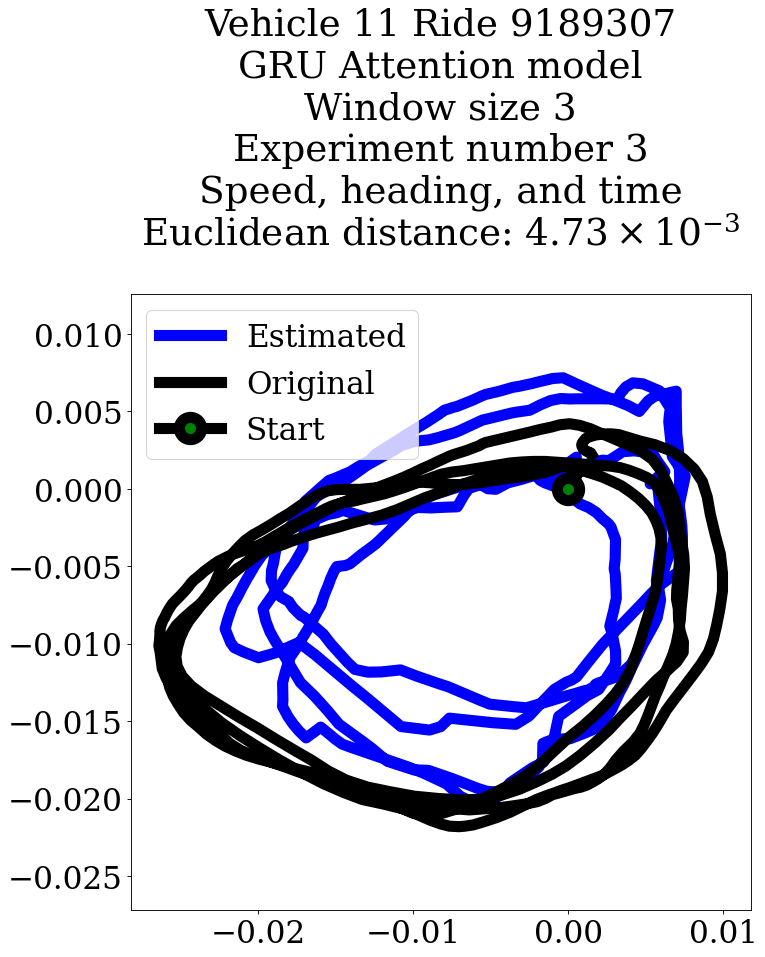 Vehicle 11 Ride 9189307
GRU Attention model
Window size 3
Experiment number 3
Speed, heading, and time
Euclidean distance: 4.73 × 10⁻³
Estimated
Original
Start
0.010
0.005
0.000
−0.005
−0.010
−0.015
−0.020
−0.025
−0.02 −0.01 0.00 0.01